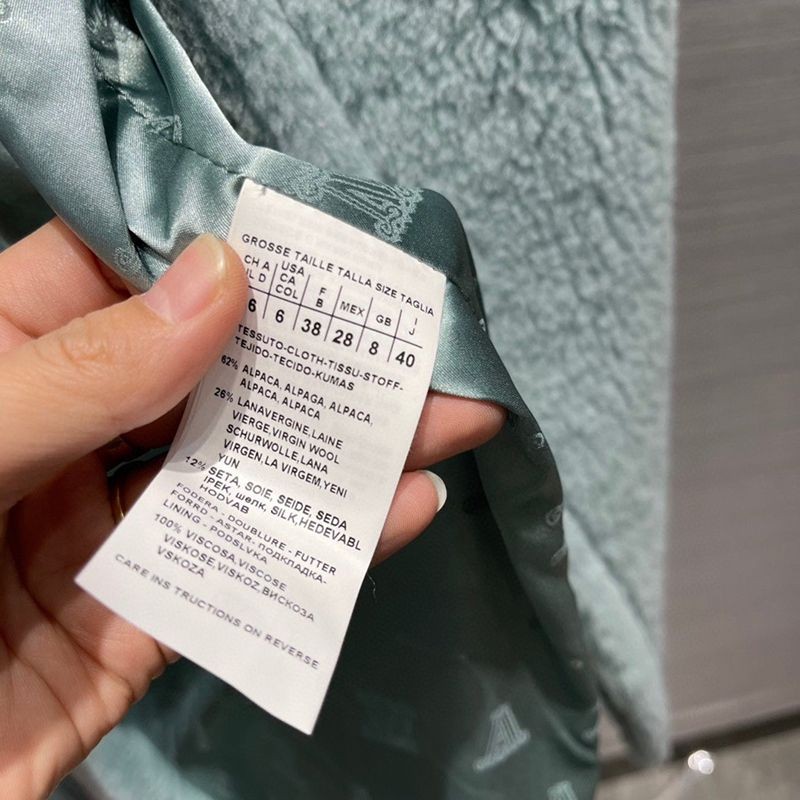 GROSSE TAILLE TALLA SIZE TAGLIA
CH A USA F MEX GB I
D CA B J
COL
6 6 38 28 8 40
TESSUTO-CLOTH-TISSU-STOFF-
TEJIDO-TECIDO-KUMAS
62% ALPACA, ALPAGA, ALPACA,
ALPACA, ALPACA
26% LANAVERGINE, LAINE
VIERGE, VIRGIN WOOL
SCHURWOLLE, LANA
VIRGEN, LA VIRGEM, YENI
YUN
12% SETA, SOIE, SEIDE, SEDA
IPEK, шелк, SILK, HEDEVABL
HODVAB
FODERA - DOUBLURE - FUTTER
FORRD - ASTAR- ПОДКЛАДКА-
LINING - PODSLVKA
100% VISCOSA, VISCOSE
VISKOSE, VISKOZ, ВИСКОЗА
VSKOZA
CARE INS TRUCTIONS ON REVERSE